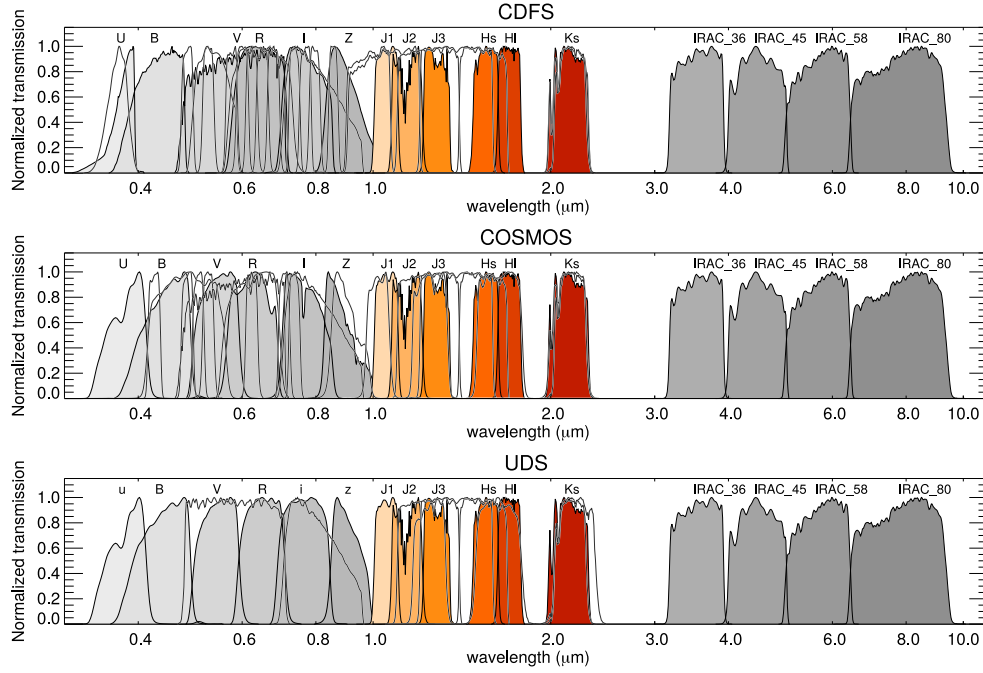 CDFS
U B V R I Z J1 J2 J3 Hs Hl Ks IRAC_36 IRAC_45 IRAC_58 IRAC_80
Normalized transmission
1.0
0.8
0.6
0.4
0.2
0.0
0.4 0.6 0.8 1.0 2.0 3.0 4.0 6.0 8.0 10.0
wavelength (μm)
COSMOS
U B V R I Z J1 J2 J3 Hs Hl Ks IRAC_36 IRAC_45 IRAC_58 IRAC_80
Normalized transmission
1.0
0.8
0.6
0.4
0.2
0.0
0.4 0.6 0.8 1.0 2.0 3.0 4.0 6.0 8.0 10.0
wavelength (μm)
UDS
u B V R i z J1 J2 J3 Hs Hl Ks IRAC_36 IRAC_45 IRAC_58 IRAC_80
Normalized transmission
1.0
0.8
0.6
0.4
0.2
0.0
0.4 0.6 0.8 1.0 2.0 3.0 4.0 6.0 8.0 10.0
wavelength (μm)